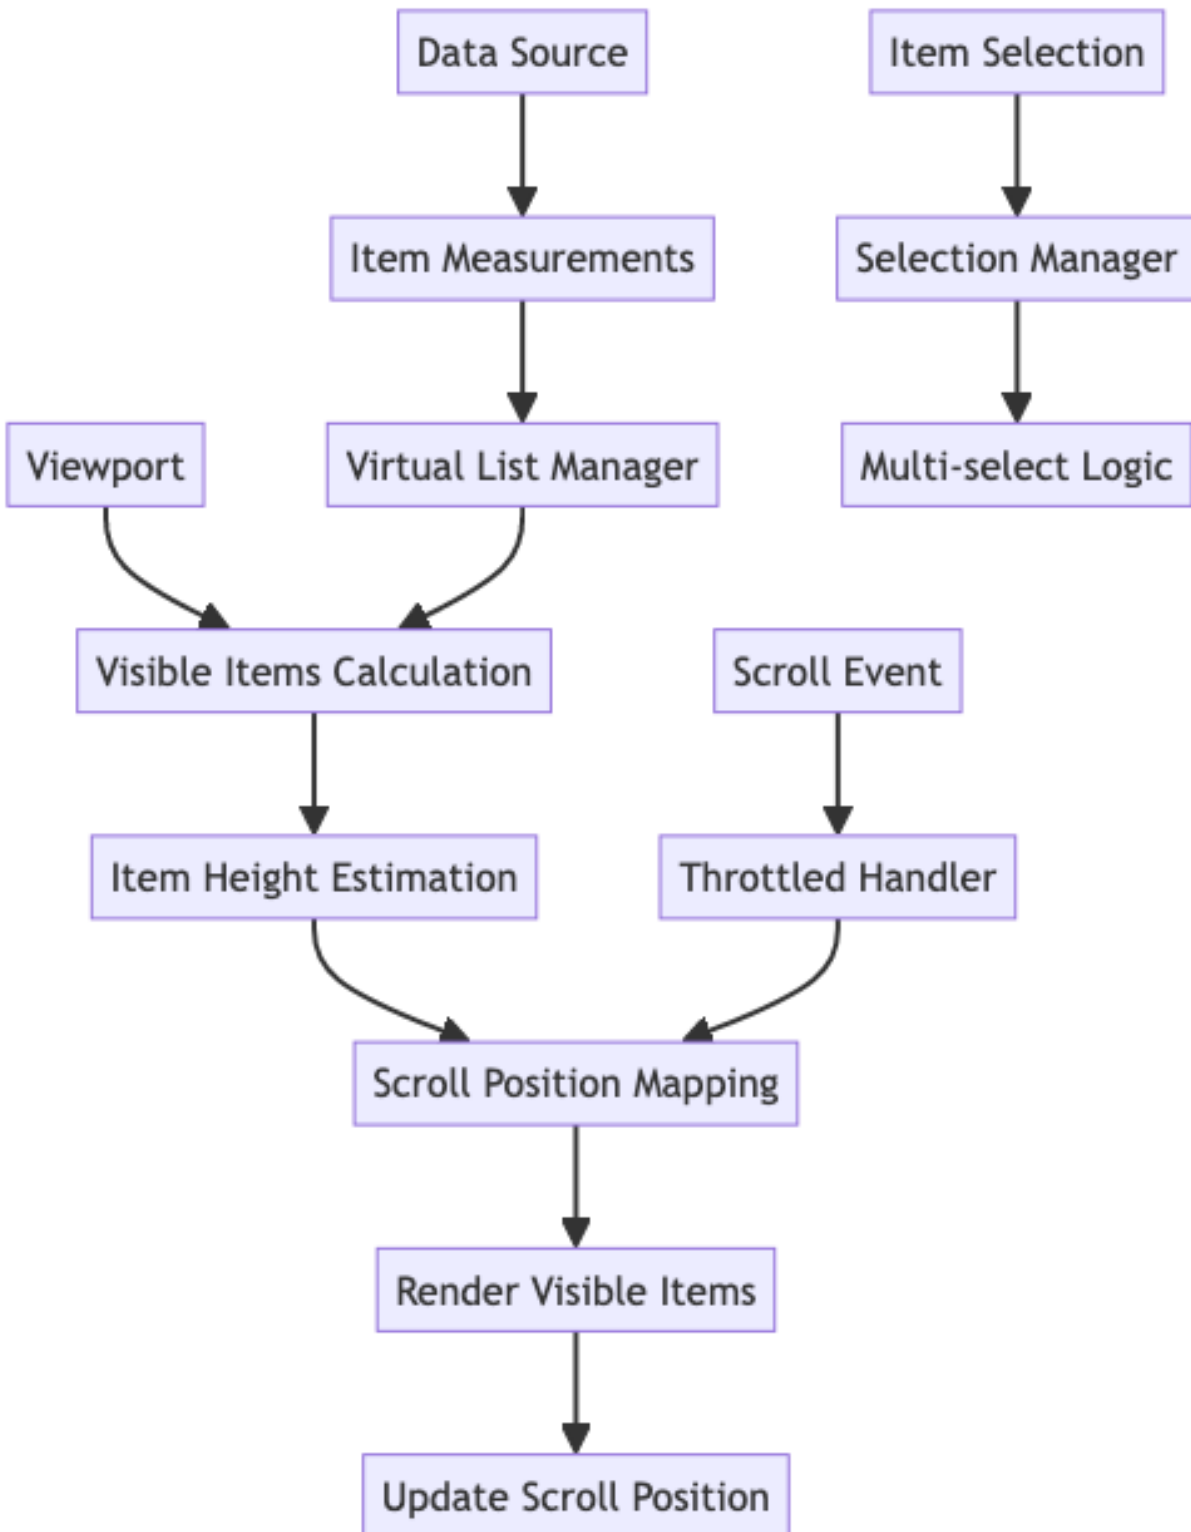 Data Source
Item Selection
Item Measurements
Selection Manager
Viewport
Virtual List Manager
Multi-select Logic
Visible Items Calculation
Scroll Event
Item Height Estimation
Throttled Handler
Scroll Position Mapping
Render Visible Items
Update Scroll Position